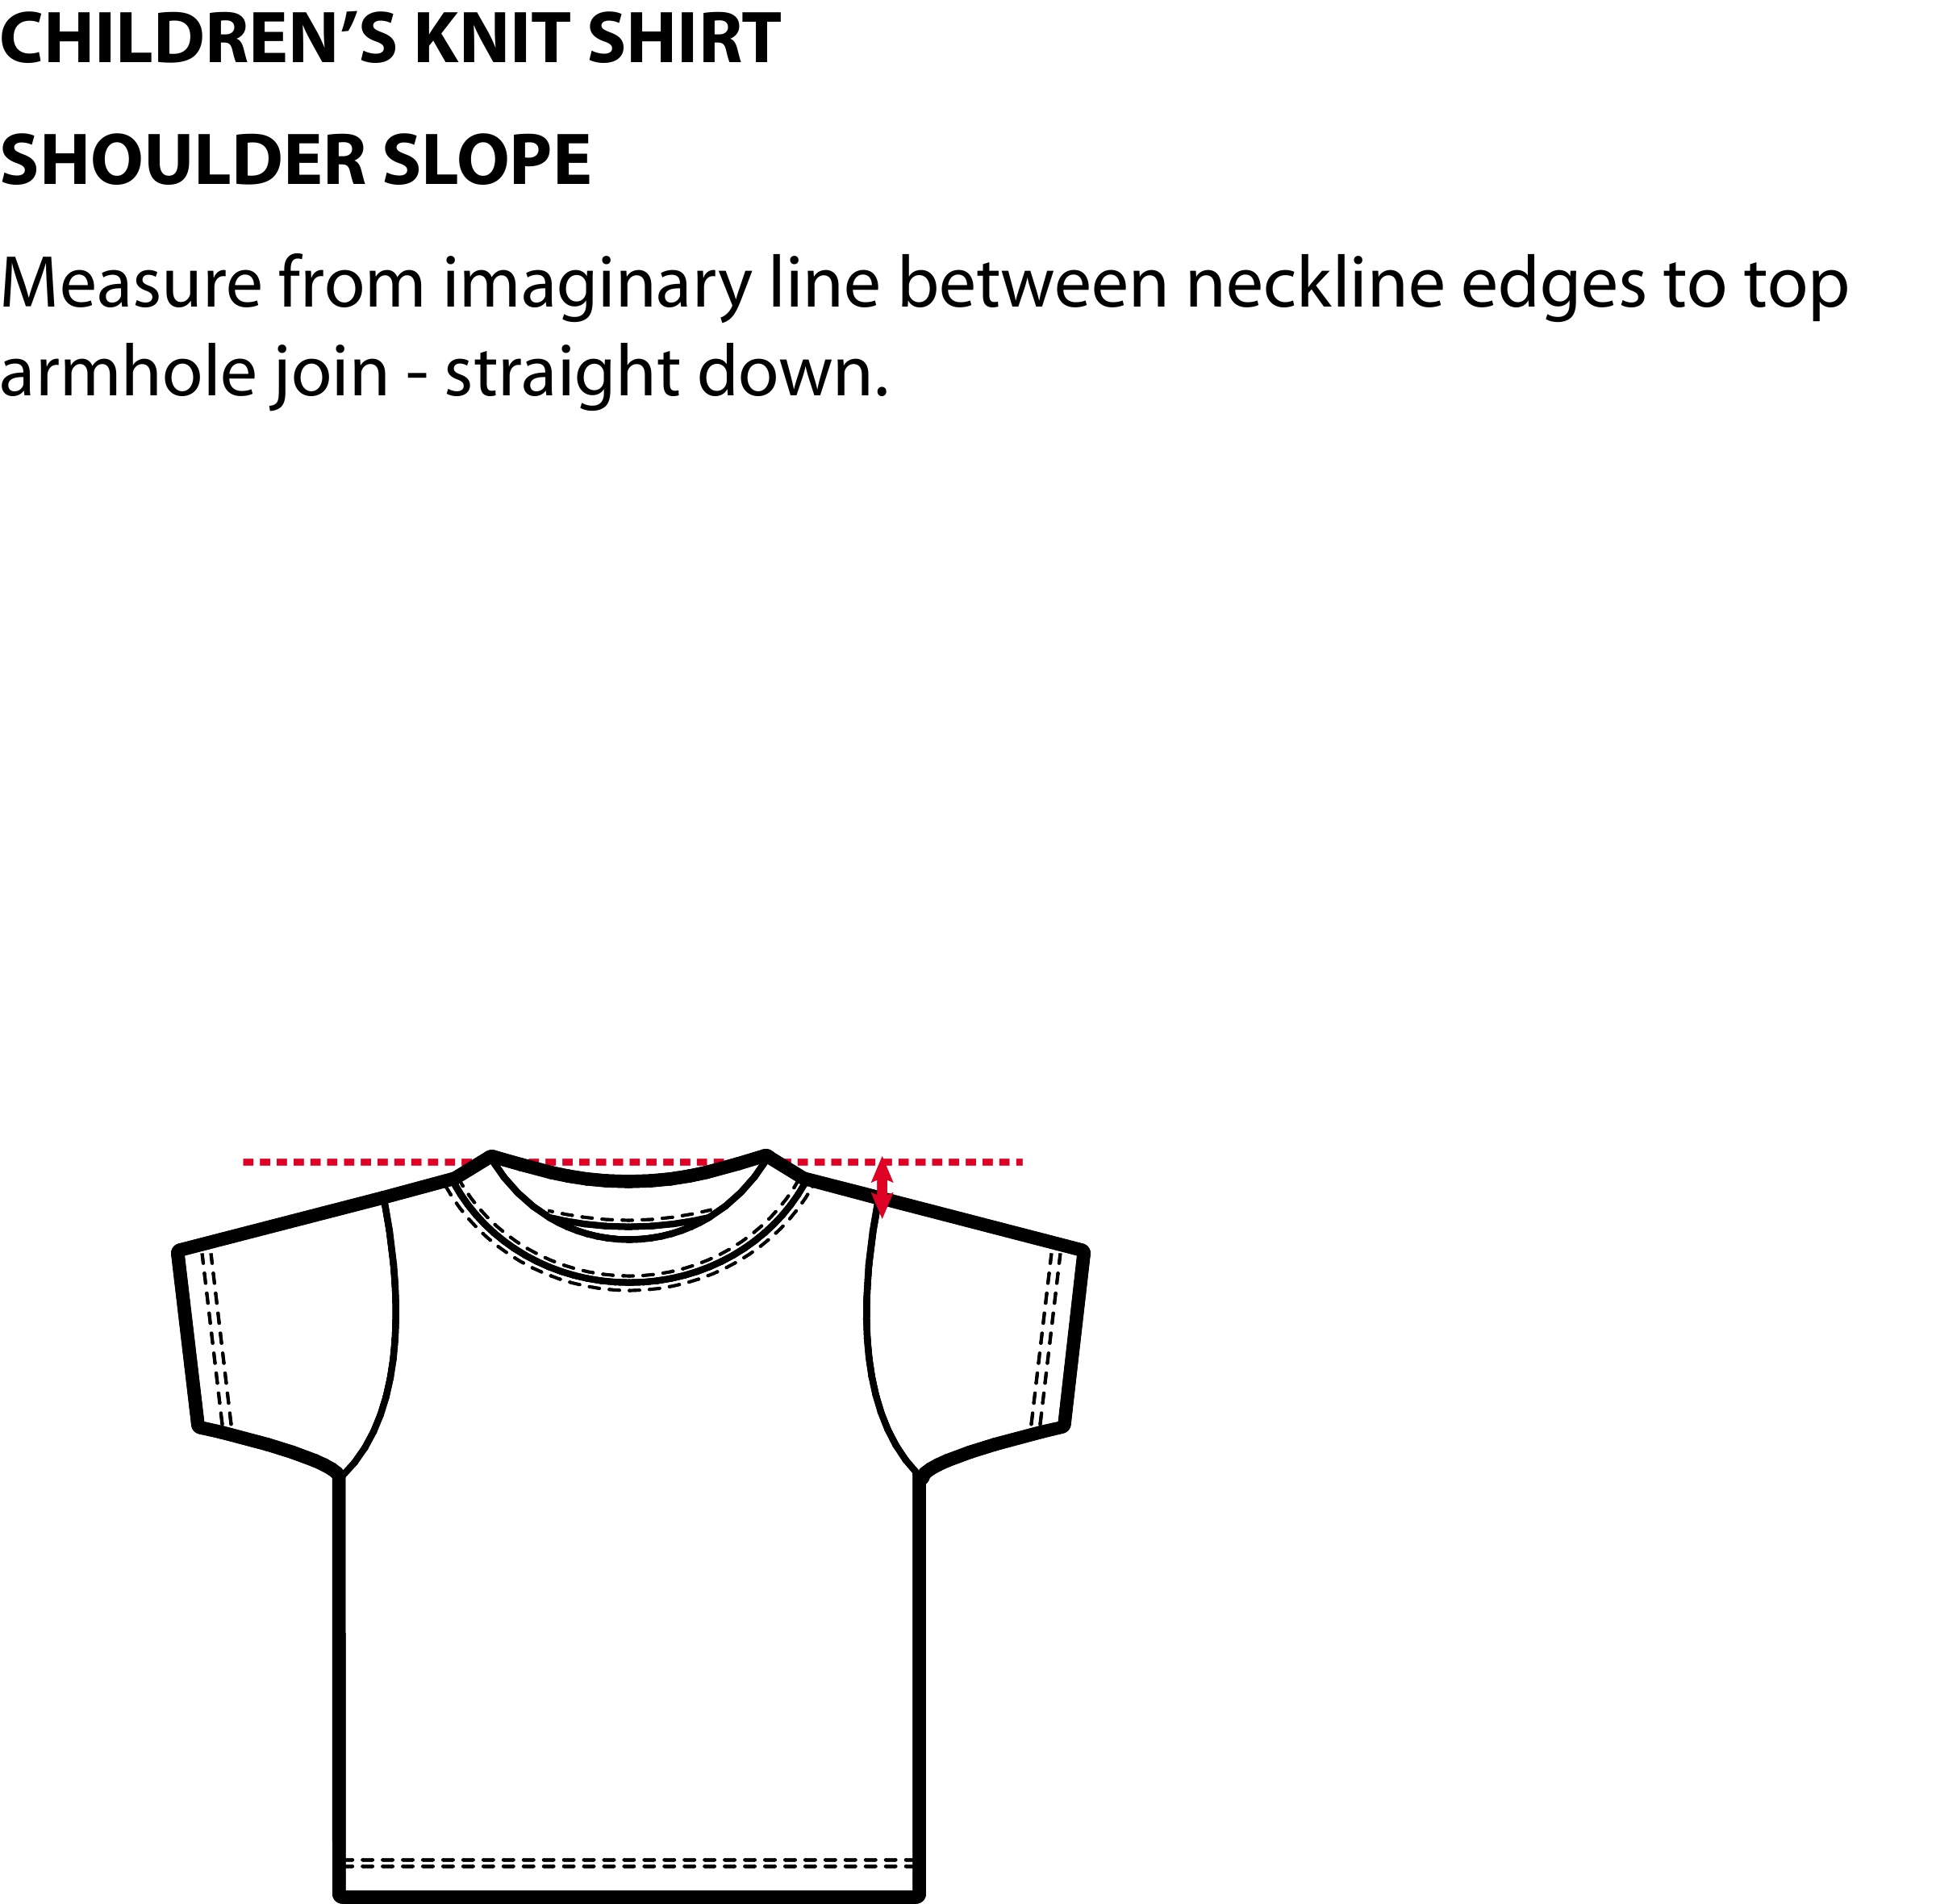 CHILDREN’S KNIT SHIRT
SHOULDER SLOPE
Measure from imaginary line between neckline edges to top
armhole join - straight down.